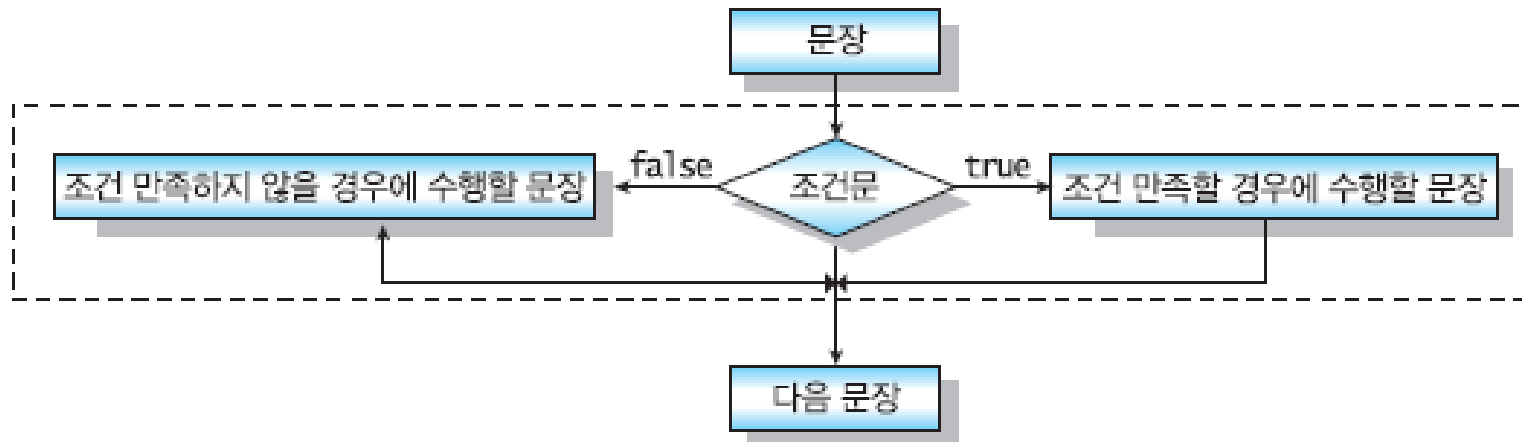 문장
조건 만족하지 않을 경우에 수행할 문장
false
조건문
true
조건 만족할 경우에 수행할 문장
다음 문장